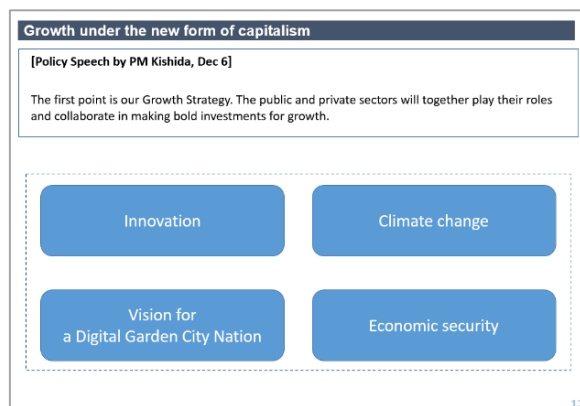 Growth under the new form of capitalism
[Policy Speech by PM Kishida, Dec 6]
The first point is our Growth Strategy. The public and private sectors will together play their roles
and collaborate in making bold investments for growth.
Innovation
Climate change
Vision for
a Digital Garden City Nation
Economic security